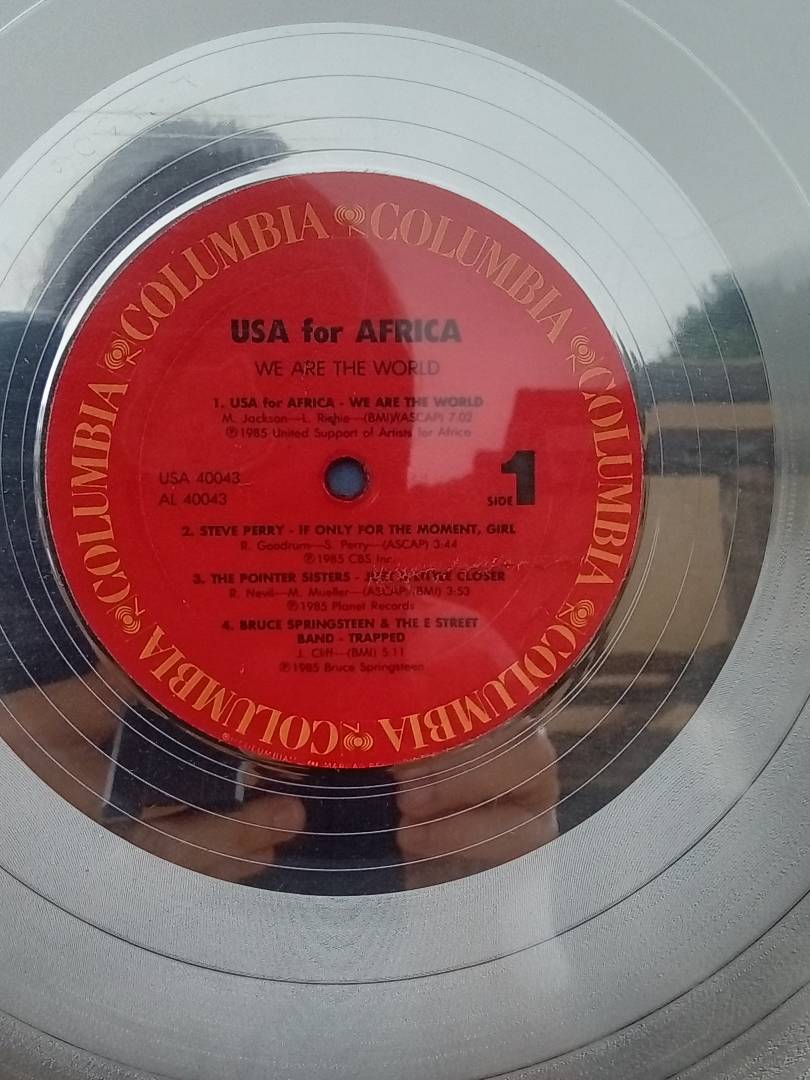 COLUMBIA COLUMBIA COLUMBIA COLUMBIA COLUMBIA COLUMBIA COLUMBIA COLUMBIA
USA for AFRICA
WE ARE THE WORLD
1. USA for AFRICA - WE ARE THE WORLD
M. Jackson—L. Richie—(BMI)/(ASCAP) 7:02
℗1985 United Support of Artists for Africa
USA 40043
AL 40043
SIDE 1
2. STEVE PERRY - IF ONLY FOR THE MOMENT, GIRL
R. Goodrum—S. Perry—(ASCAP) 3:44
℗1985 CBS Inc.
3. THE POINTER SISTERS - JUST A LITTLE CLOSER
R. Nevil—M. Mueller—(ASCAP/BMI) 3:53
℗1985 Planet Records
4. BRUCE SPRINGSTEEN & THE E STREET
BAND - TRAPPED
J. Cliff—(BMI) 5:11
℗1985 Bruce Springsteen